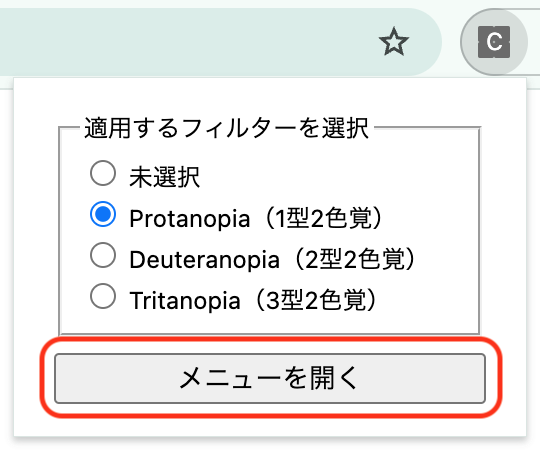 C
適用するフィルターを選択
未選択
Protanopia（1型2色覚）
Deuteranopia（2型2色覚）
Tritanopia（3型2色覚）
メニューを開く